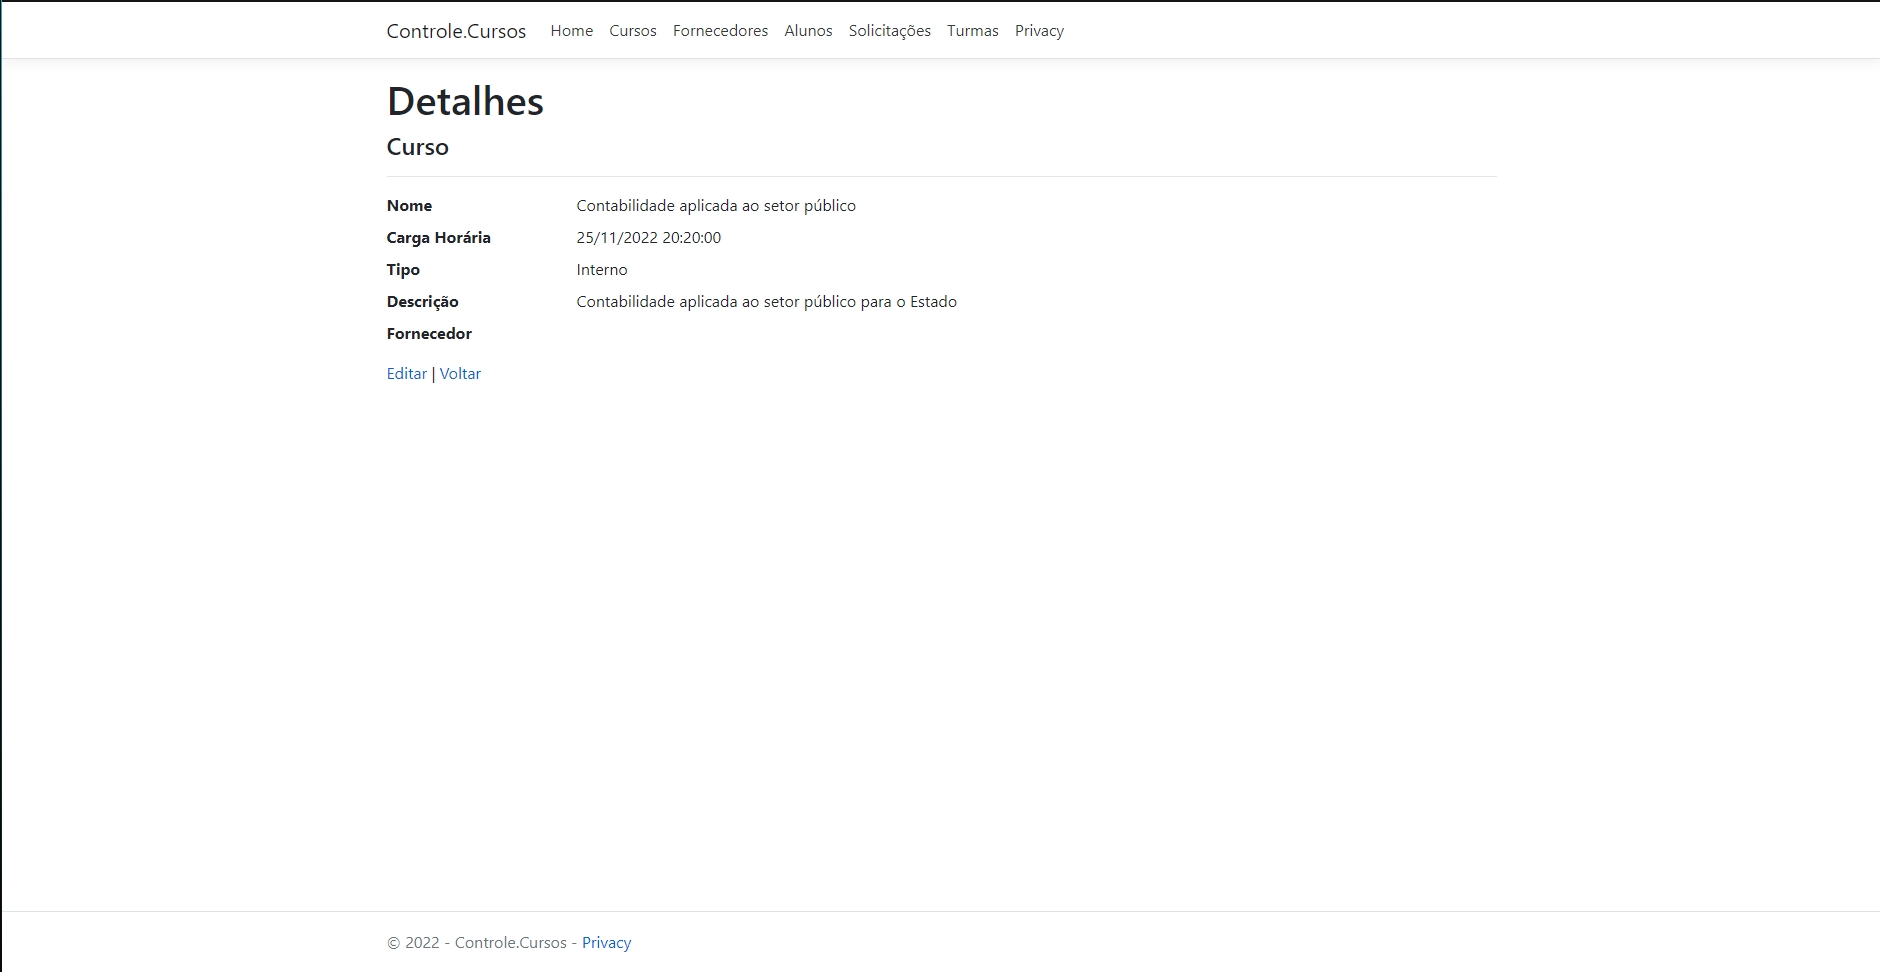 Controle.Cursos Home Cursos Fornecedores Alunos Solicitações Turmas Privacy
Detalhes
Curso
Nome Contabilidade aplicada ao setor público
Carga Horária 25/11/2022 20:20:00
Tipo Interno
Descrição Contabilidade aplicada ao setor público para o Estado
Fornecedor
Editar | Voltar
© 2022 - Controle.Cursos - Privacy